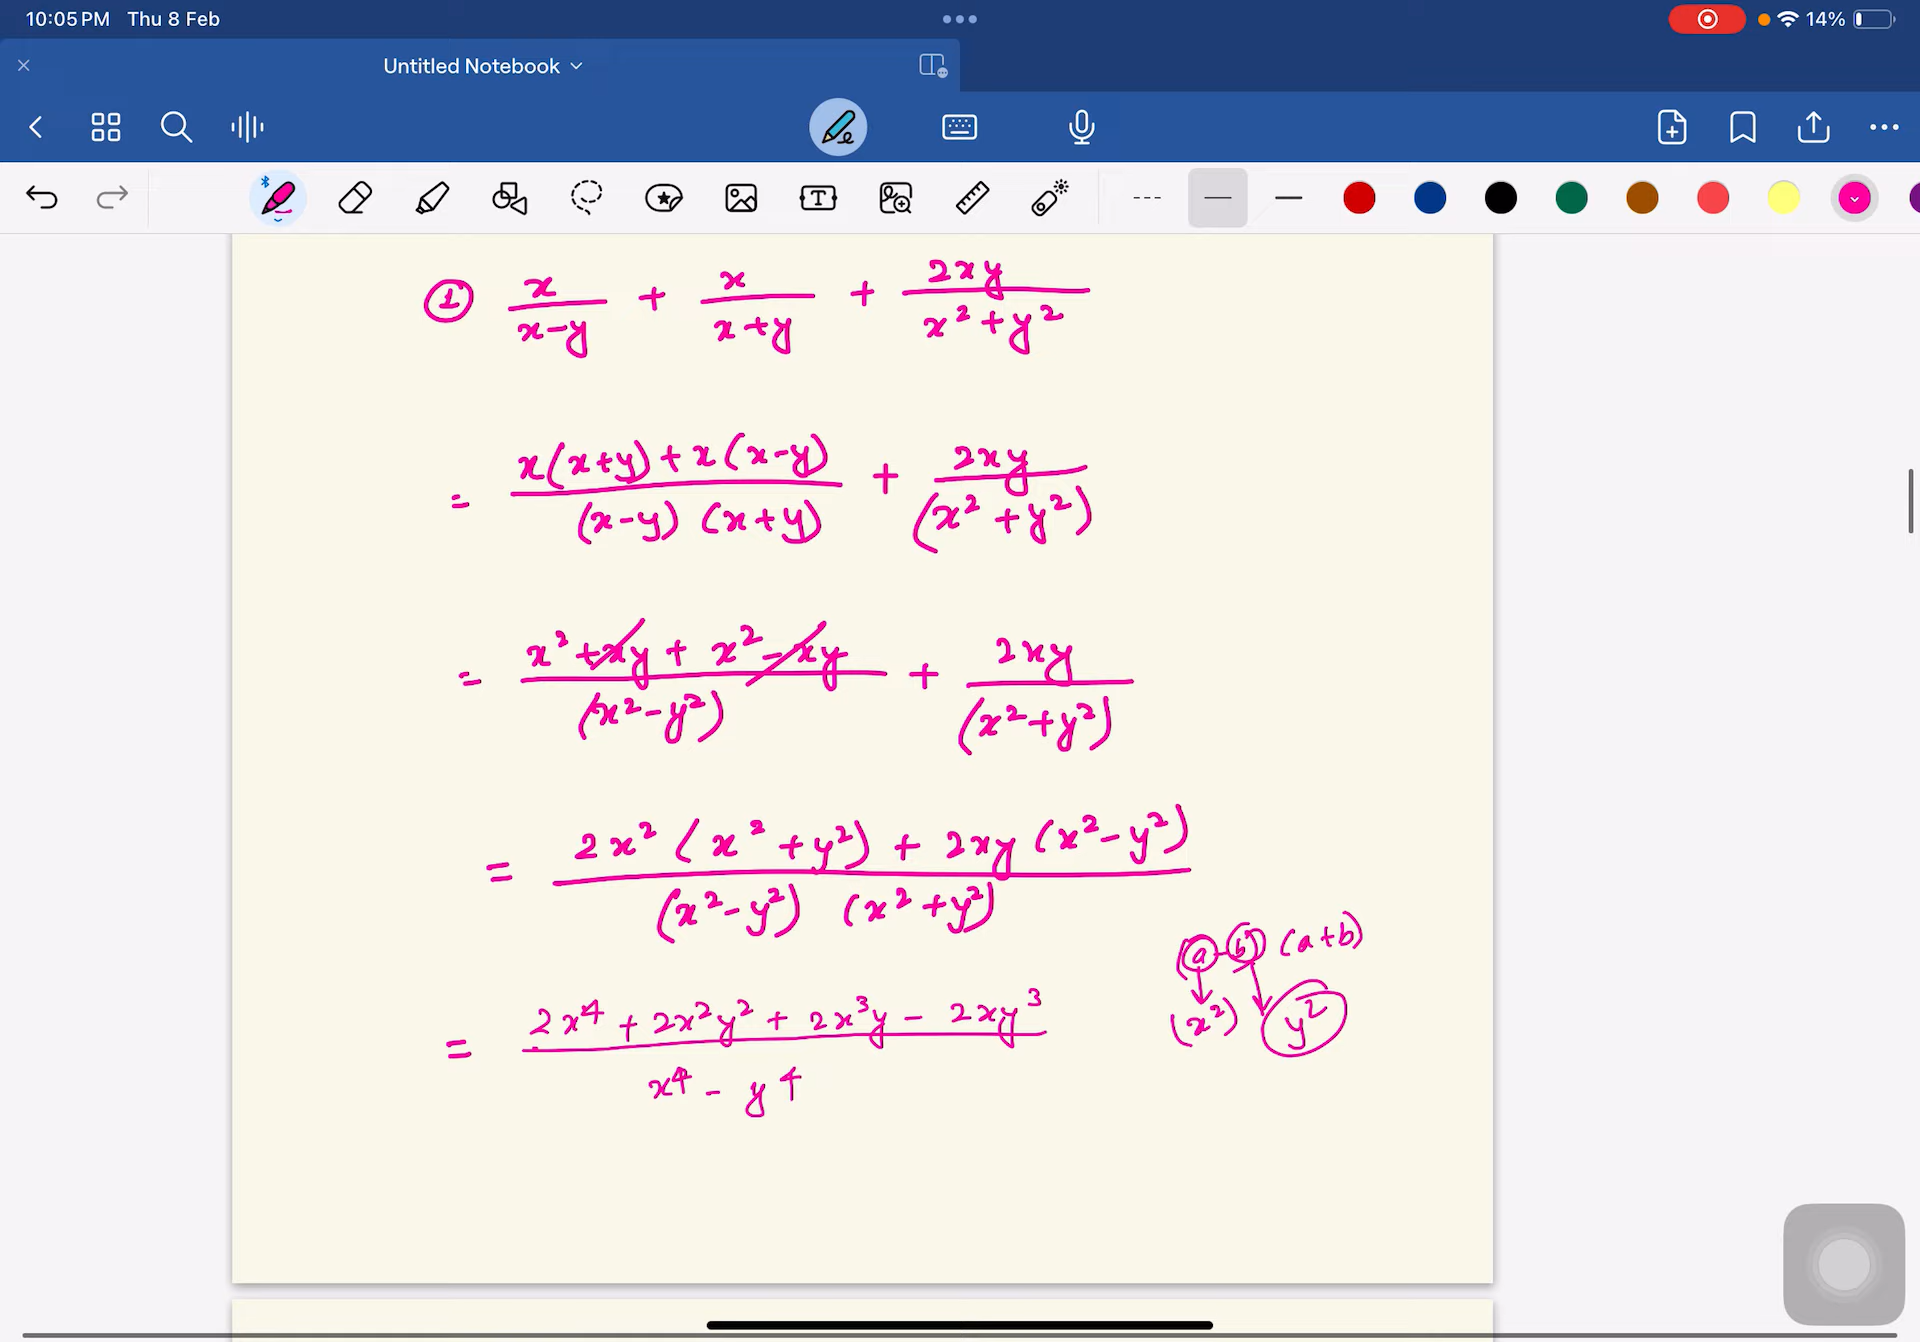 10:05 PM Thu 8 Feb 14%
Untitled Notebook
① x/(x-y) + x/(x+y) + 2xy/(x²+y²)
= (x(x+y)+x(x-y))/((x-y)(x+y)) + 2xy/(x²+y²)
= (x²+xy+x²-xy)/(x²-y²) + 2xy/(x²+y²)
= (2x²(x²+y²)+2xy(x²-y²))/((x²-y²)(x²+y²))
(a-b)(a+b)
(x²) y²
= (2x⁴+2x²y²+2x³y-2xy³)/(x⁴-y⁴)